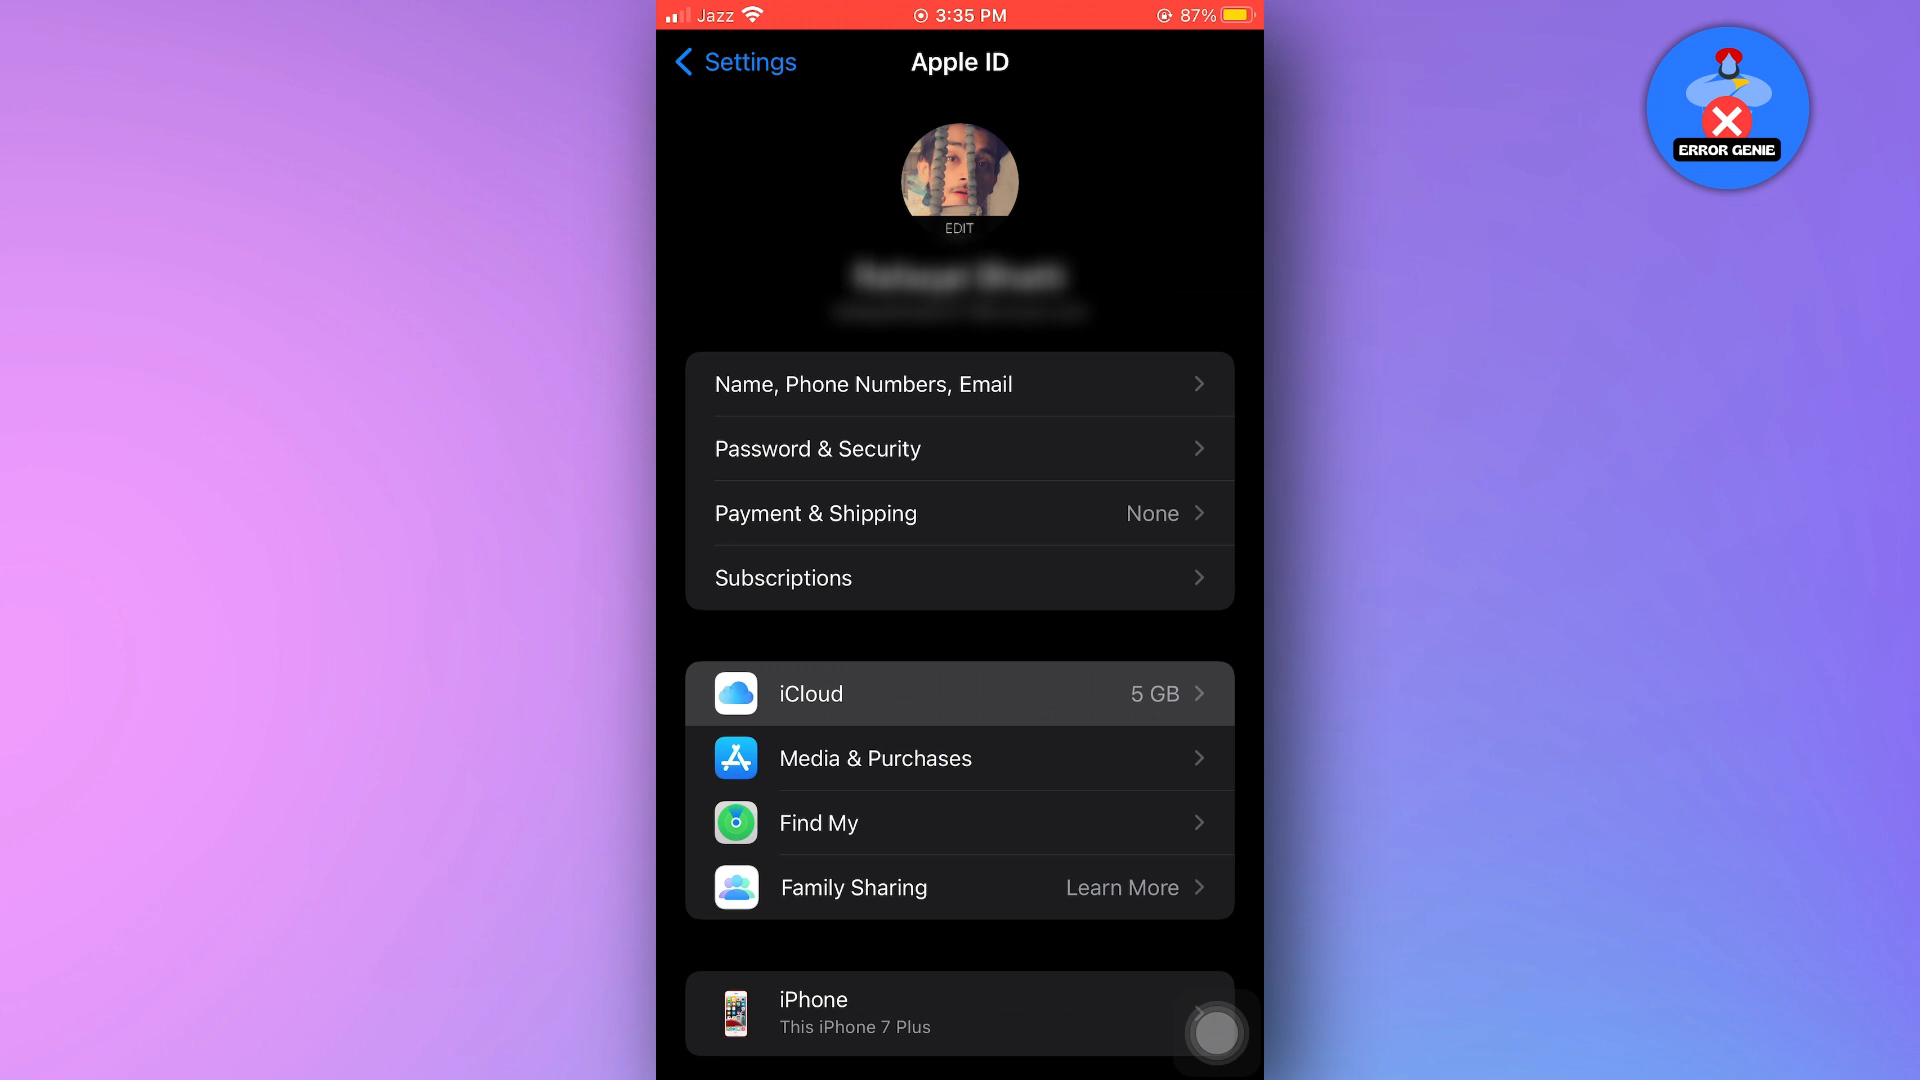 Jazz 3:35 PM 87%
Settings Apple ID
EDIT
Name, Phone Numbers, Email
Password & Security
Payment & Shipping None
Subscriptions
iCloud 5 GB
Media & Purchases
Find My
Family Sharing Learn More
iPhone
This iPhone 7 Plus
ERROR GENIE